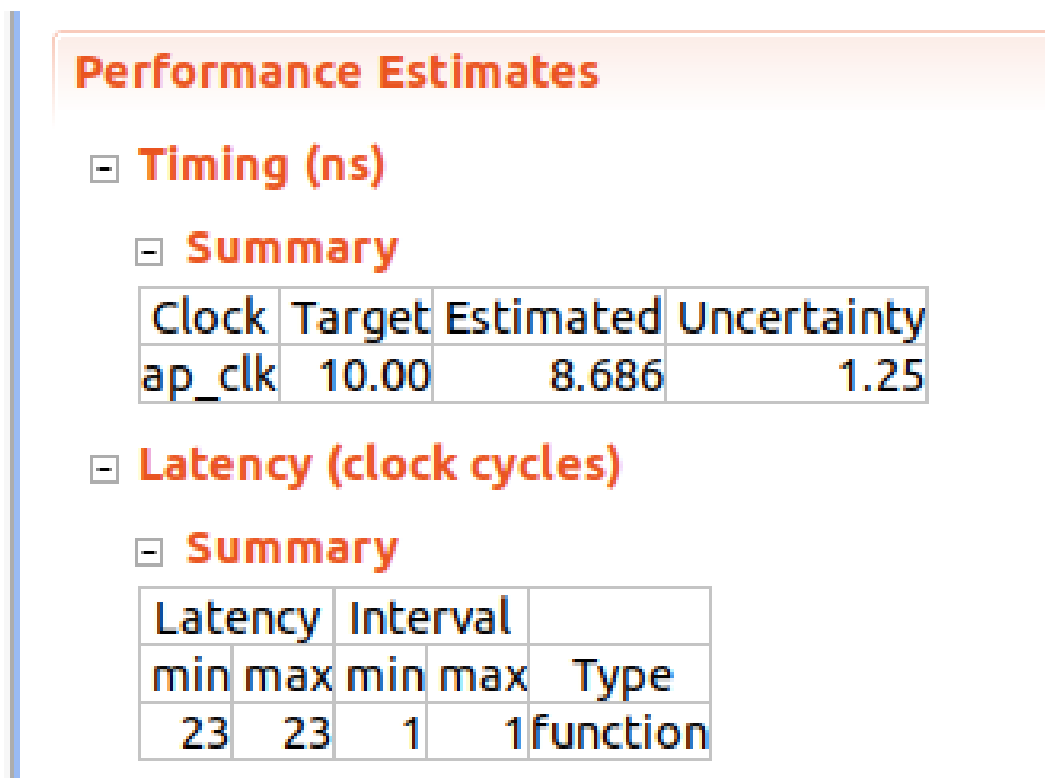 Performance Estimates
Timing (ns)
Summary
Clock Target Estimated Uncertainty
ap_clk 10.00 8.686 1.25
Latency (clock cycles)
Summary
Latency Interval
min max min max Type
23 23 1 1 function